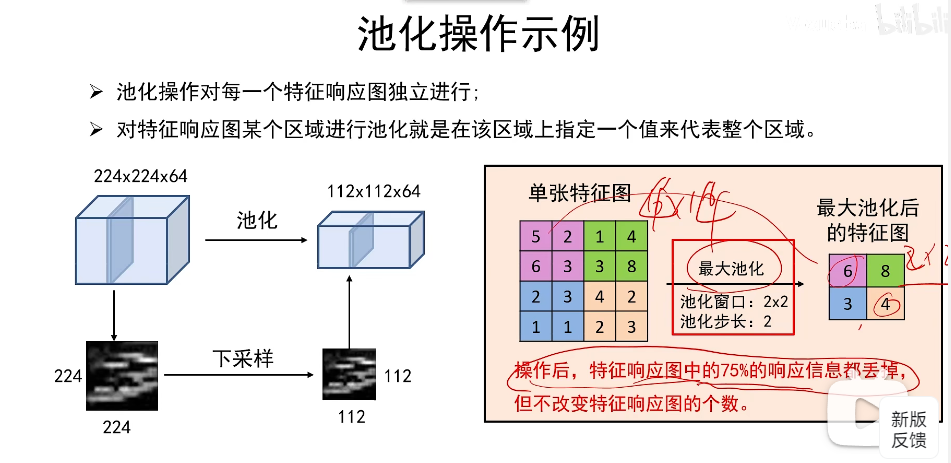 池化操作示例
bilibili
➢ 池化操作对每一个特征响应图独立进行；
➢ 对特征响应图某个区域进行池化就是在该区域上指定一个值来代表整个区域。
224x224x64
112x112x64
池化
224
224
下采样
112
112
单张特征图
5 2 1 4
6 3 3 8
2 3 4 2
1 1 2 3
最大池化
池化窗口：2x2
池化步长：2
最大池化后
的特征图
6 8
3 4
操作后，特征响应图中的75%的响应信息都丢掉，
但不改变特征响应图的个数。
新版
反馈